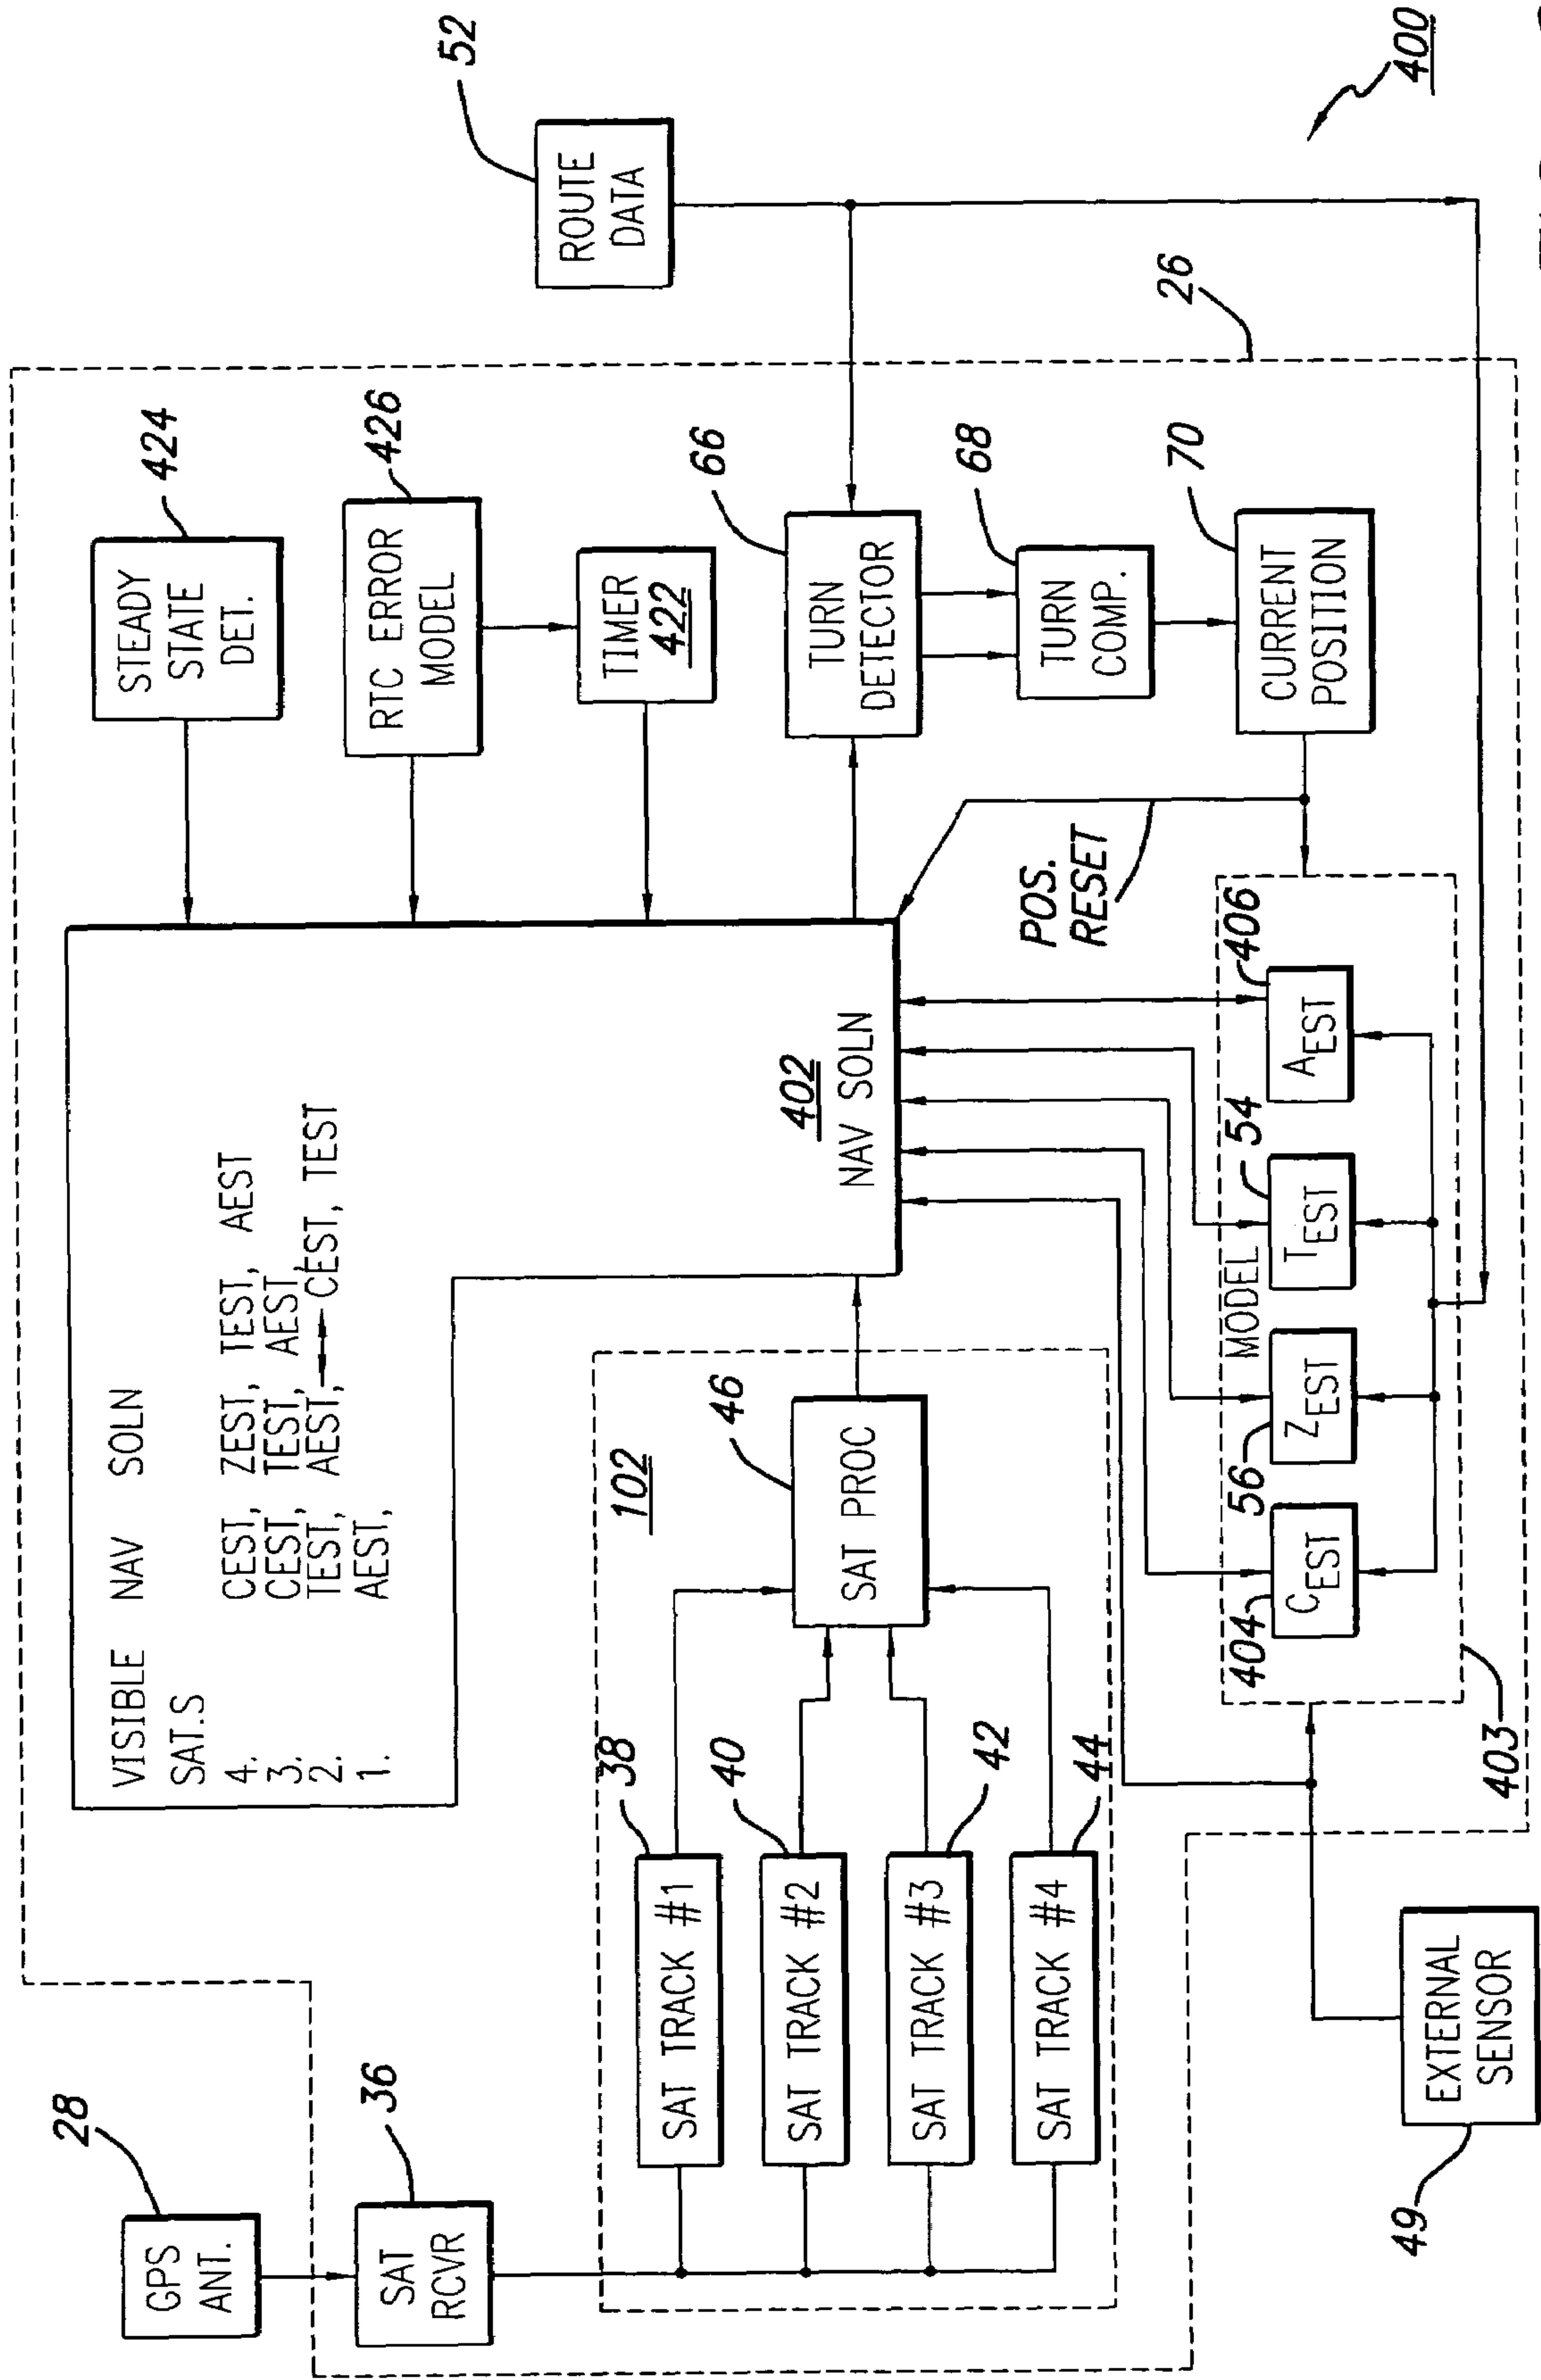 28
GPS
ANT.
36
SAT
RCVR
VISIBLE NAV SOLN
SAT.S
4. CEST, ZEST, TEST, AEST
3. CEST, TEST, AEST,
2. TEST, AEST, CEST, TEST
1. AEST,
402
NAV SOLN
STEADY
STATE
DET.
424
RTC ERROR
MODEL
426
TIMER
422
52
ROUTE
DATA
38
SAT TRACK #1
40
SAT TRACK #2
42
SAT TRACK #3
44
SAT TRACK #4
102
46
SAT PROC
TURN
DETECTOR
66
TURN
COMP.
68
CURRENT
POSITION
70
26
POS.
RESET
404
CEST
56
ZEST
MODEL
54
TEST
406
AEST
403
EXTERNAL
SENSOR
49
400